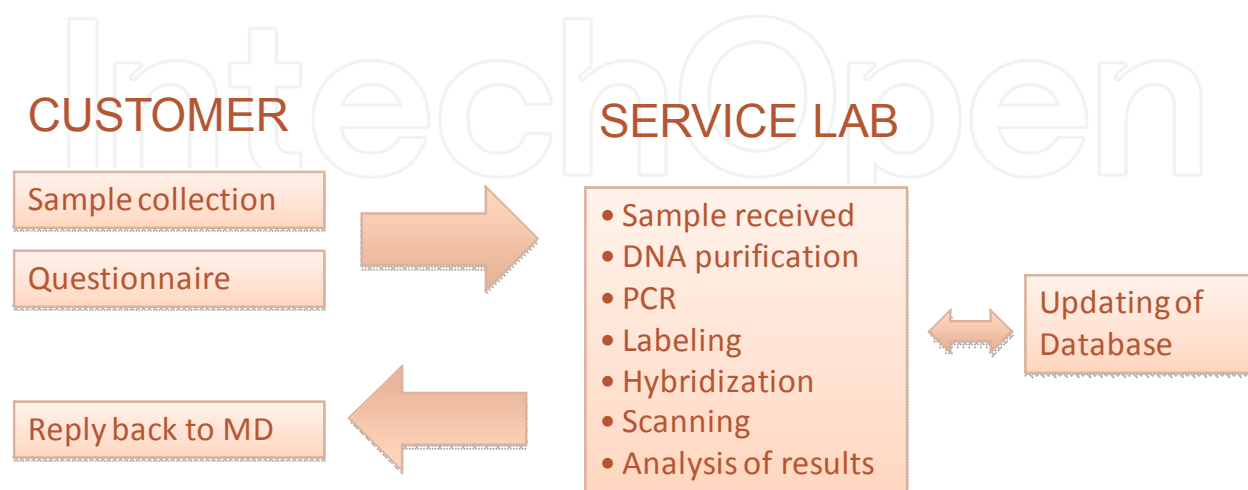 IntechOpen
CUSTOMER
Sample collection
Questionnaire
Reply back to MD
SERVICE LAB
• Sample received
• DNA purification
• PCR
• Labeling
• Hybridization
• Scanning
• Analysis of results
Updating of
Database